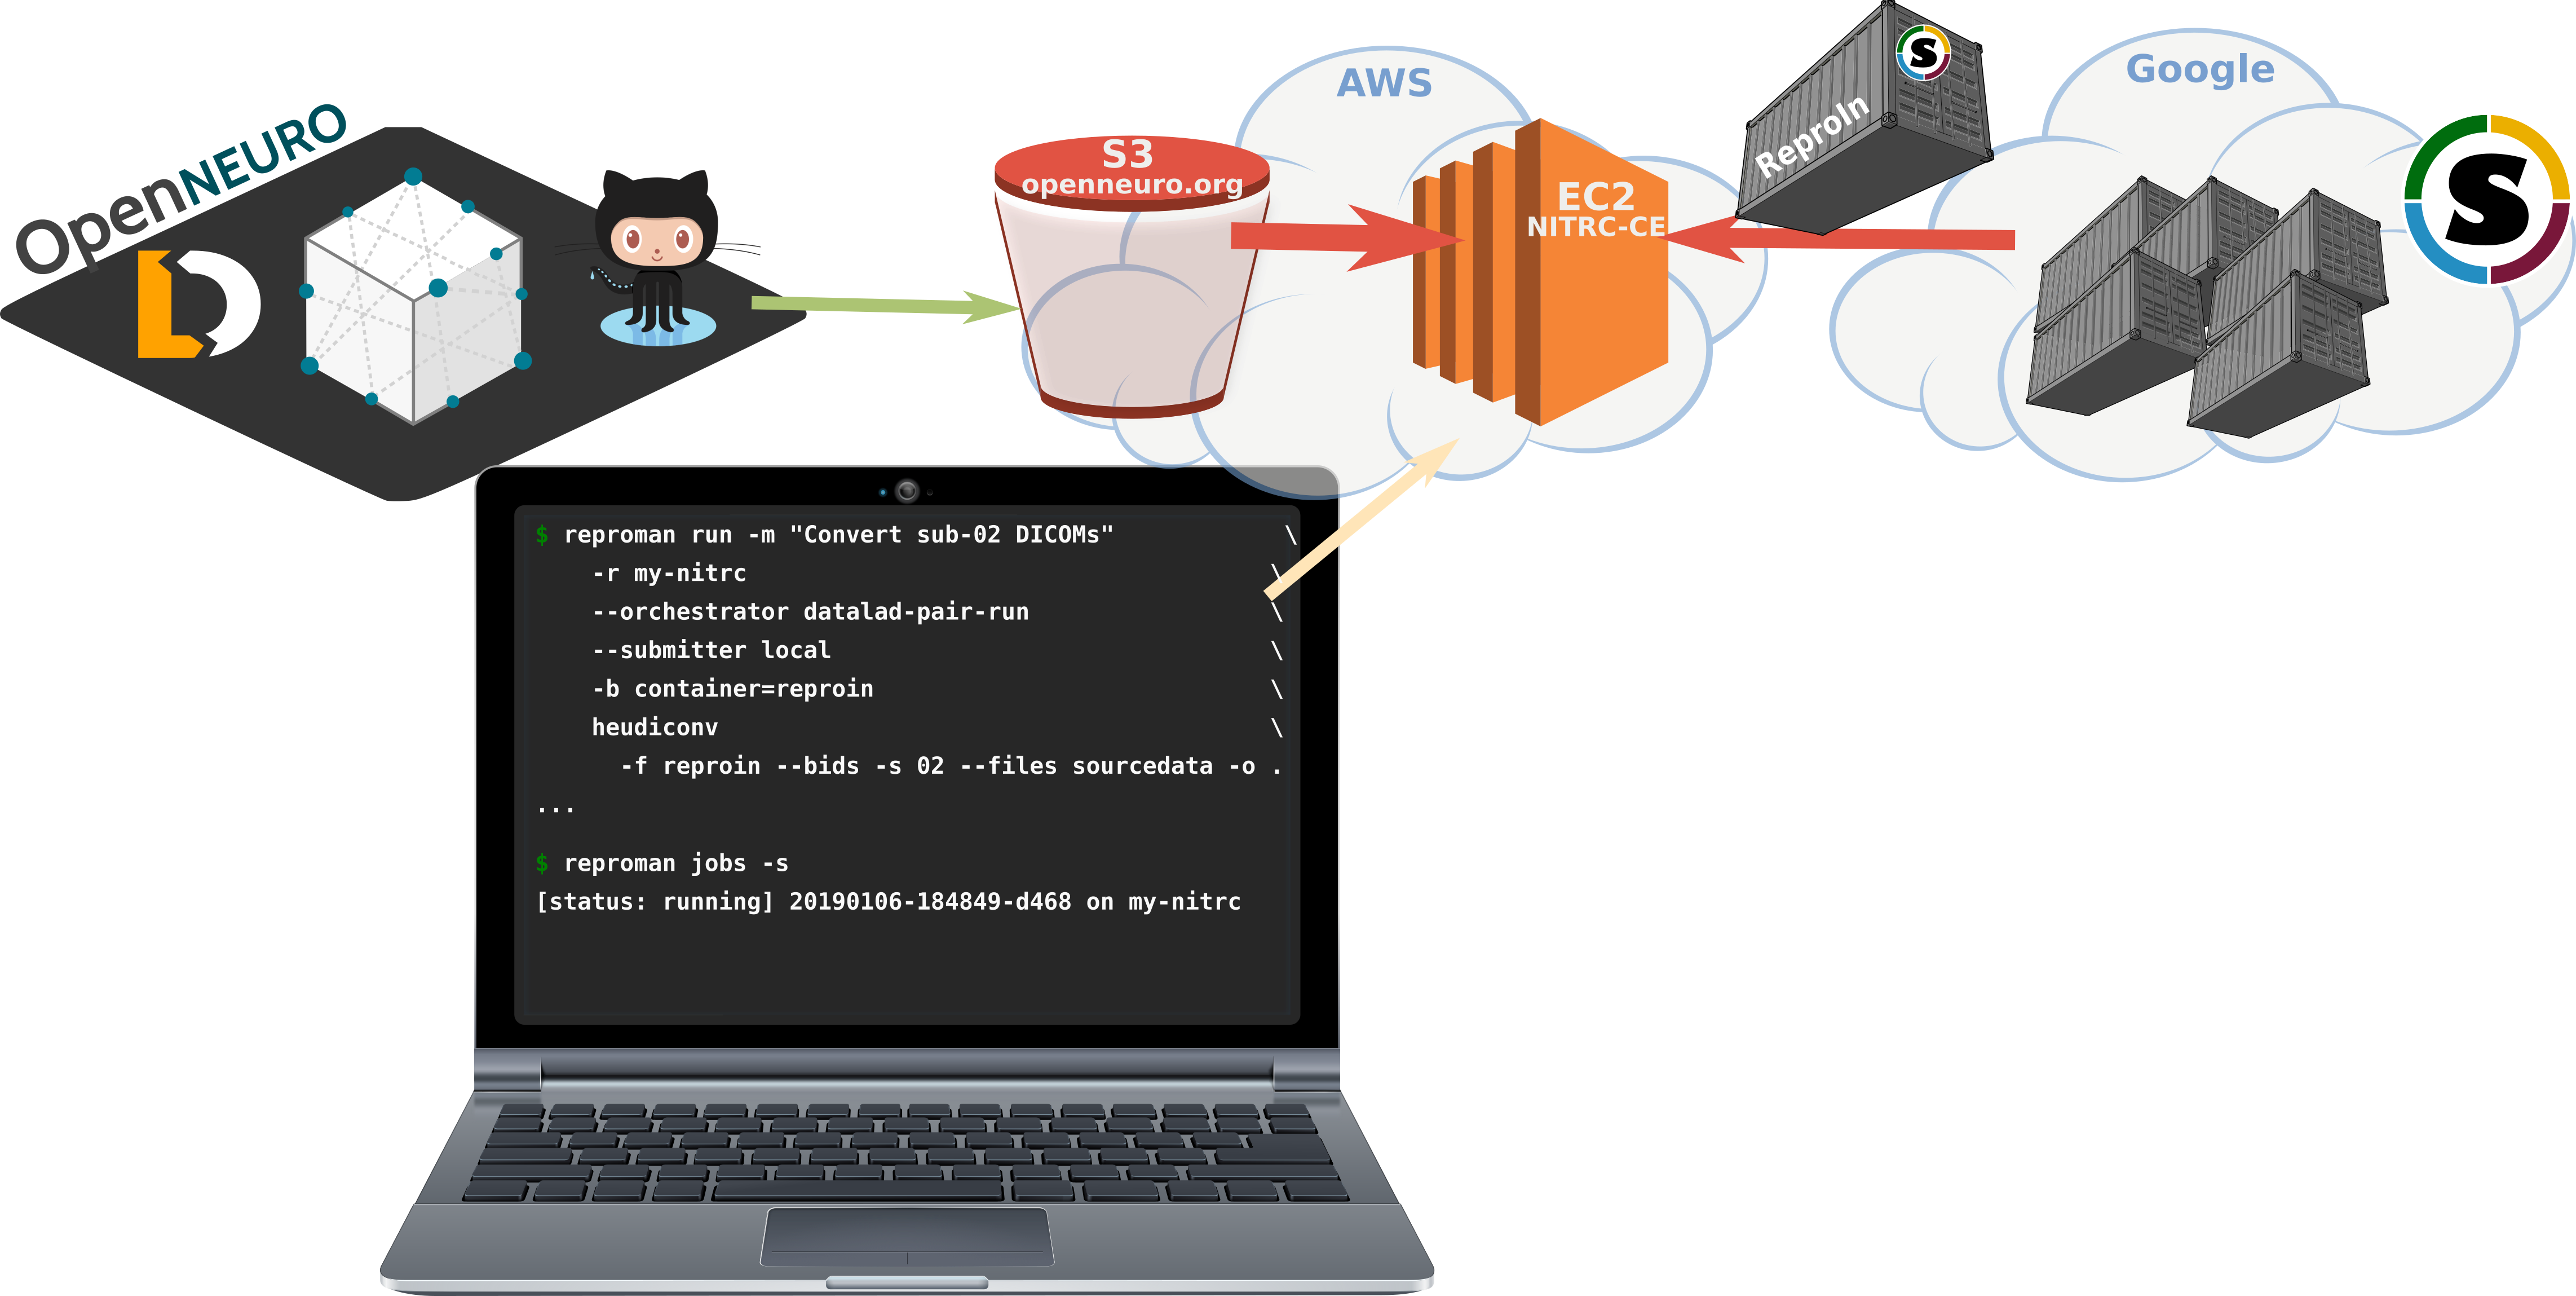 OpenNEURO
S3
openneuro.org
AWS
EC2
NITRC-CE
ReproIn
S
Google
S
$ reproman run -m "Convert sub-02 DICOMs" \
-r my-nitrc \
--orchestrator datalad-pair-run \
--submitter local \
-b container=reproin \
heudiconv \
-f reproin --bids -s 02 --files sourcedata -o .
...
$ reproman jobs -s
[status: running] 20190106-184849-d468 on my-nitrc